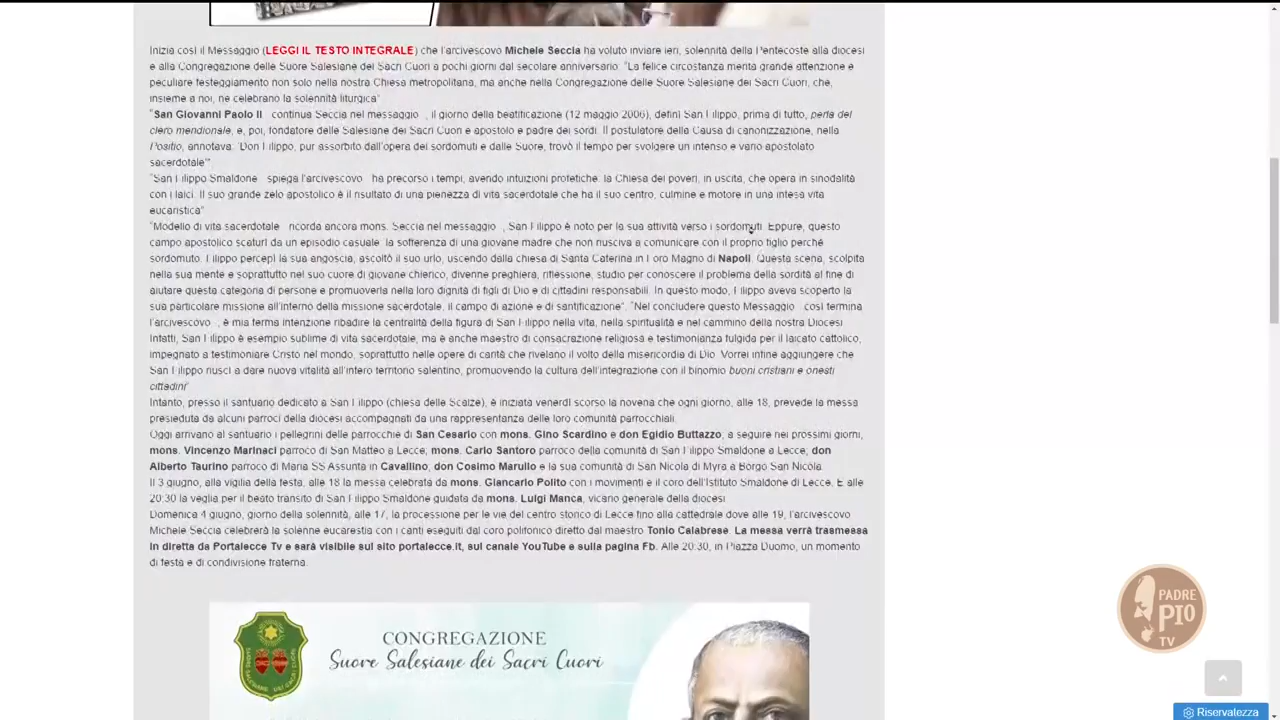 Inizia così il Messaggio (LEGGI IL TESTO INTEGRALE) che l'arcivescovo Michele Seccia ha voluto inviare ieri, solennità della Pentecoste alla diocesi
e alla Congregazione delle Suore Salesiane dei Sacri Cuori a pochi giorni dal secolare anniversario. "La felice circostanza merita grande attenzione e
peculiare festeggiamento non solo nella nostra Chiesa metropolitana, ma anche nella Congregazione delle Suore Salesiane dei Sacri Cuori, che,
insieme a noi, ne celebrano la solennità liturgica"
"San Giovanni Paolo II continua Seccia nel messaggio , il giorno della beatificazione (12 maggio 2006), definì San Filippo, prima di tutto, perla del
clero meridionale, e, poi, fondatore delle Salesiane dei Sacri Cuori e apostolo e padre dei sordi. Il postulatore della Causa di canonizzazione, nella
Positio, annotava. 'Don Filippo, pur assorbito dall'opera dei sordomuti e dalle Suore, trovò il tempo per svolgere un intenso e vario apostolato
sacerdotale'".
"San Filippo Smaldone spiega l'arcivescovo ha precorso i tempi, avendo intuizioni profetiche: la Chiesa dei poveri, in uscita, che opera in sinodalità
con i laici. Il suo grande zelo apostolico è il risultato di una pienezza di vita sacerdotale che ha il suo centro, culmine e motore in una intesa vita
eucaristica"
"Modello di vita sacerdotale ricorda ancora mons. Seccia nel messaggio , San Filippo è noto per la sua attività verso i sordomuti. Eppure, questo
campo apostolico scaturì da un episodio casuale: la sofferenza di una giovane madre che non riusciva a comunicare con il proprio figlio perché
sordomuto. Filippo percepì la sua angoscia, ascoltò il suo urlo, uscendo dalla chiesa di Santa Caterina in Foro Magno di Napoli. Questa scena, scolpita
nella sua mente e soprattutto nel suo cuore di giovane chierico, divenne preghiera, riflessione, studio per conoscere il problema della sordità al fine di
aiutare questa categoria di persone e promuoverla nella loro dignità di figli di Dio e di cittadini responsabili. In questo modo, Filippo aveva scoperto la
sua particolare missione all'interno della missione sacerdotale, il campo di azione e di santificazione". "Nel concludere questo Messaggio così termina
l'arcivescovo , è mia ferma intenzione ribadire la centralità della figura di San Filippo nella vita, nella spiritualità e nel cammino della nostra Diocesi
Infatti, San Filippo è esempio sublime di vita sacerdotale, ma è anche maestro di consacrazione religiosa e testimonianza fulgida per il laicato cattolico,
impegnato a testimoniare Cristo nel mondo, soprattutto nelle opere di carità che rivelano il volto della misericordia di Dio. Vorrei infine aggiungere che
San Filippo riuscì a dare nuova vitalità all'intero territorio salentino, promuovendo la cultura dell'integrazione con il binomio buoni cristiani e onesti
cittadini"
Intanto, presso il santuario dedicato a San Filippo (chiesa delle Scalze), è iniziata venerdì scorso la novena che ogni giorno, alle 18, prevede la messa
presieduta da alcuni parroci della diocesi accompagnati da una rappresentanza delle loro comunità parrocchiali.
Oggi arrivano al santuario i pellegrini delle parrocchie di San Cesario con mons. Gino Scardino e don Egidio Buttazzo, a seguire nei prossimi giorni,
mons. Vincenzo Marinaci parroco di San Matteo a Lecce; mons. Carlo Santoro parroco della comunità di San Filippo Smaldone a Lecce; don
Alberto Taurino parroco di Maria SS Assunta in Cavallino, don Cosimo Marullo e la sua comunità di San Nicola di Myra a Borgo San Nicola.
Il 3 giugno, alla vigilia della festa, alle 18 la messa celebrata da mons. Giancarlo Polito con i movimenti e il coro dell'Istituto Smaldone di Lecce. E alle
20:30 la veglia per il beato transito di San Filippo Smaldone guidata da mons. Luigi Manca, vicario generale della diocesi
Domenica 4 giugno, giorno della solennità, alle 17, la processione per le vie del centro storico di Lecce fino alla cattedrale dove alle 19, l'arcivescovo
Michele Seccia celebrerà la solenne eucarestia con i canti eseguiti dal coro polifonico diretto dal maestro Tonio Calabrese. La messa verrà trasmessa
in diretta da Portalecce Tv e sarà visibile sul sito portalecce.it, sul canale YouTube e sulla pagina Fb. Alle 20:30, in Piazza Duomo, un momento
di festa e di condivisione fraterna.
CONGREGAZIONE
Suore Salesiane dei Sacri Cuori
PADRE
PIO
TV
Riservatezza